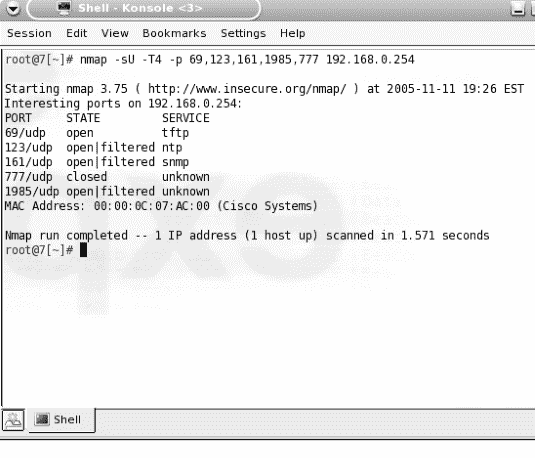 Shell - Konsole <3>
Session Edit View Bookmarks Settings Help
root@7[~]# nmap -sU -T4 -p 69,123,161,1985,777 192.168.0.254
Starting nmap 3.75 ( http://www.insecure.org/nmap/ ) at 2005-11-11 19:26 EST
Interesting ports on 192.168.0.254:
PORT STATE SERVICE
69/udp open tftp
123/udp open|filtered ntp
161/udp open|filtered snmp
777/udp closed unknown
1985/udp open|filtered unknown
MAC Address: 00:00:0C:07:AC:00 (Cisco Systems)
Nmap run completed -- 1 IP address (1 host up) scanned in 1.571 seconds
root@7[~]#
Shell